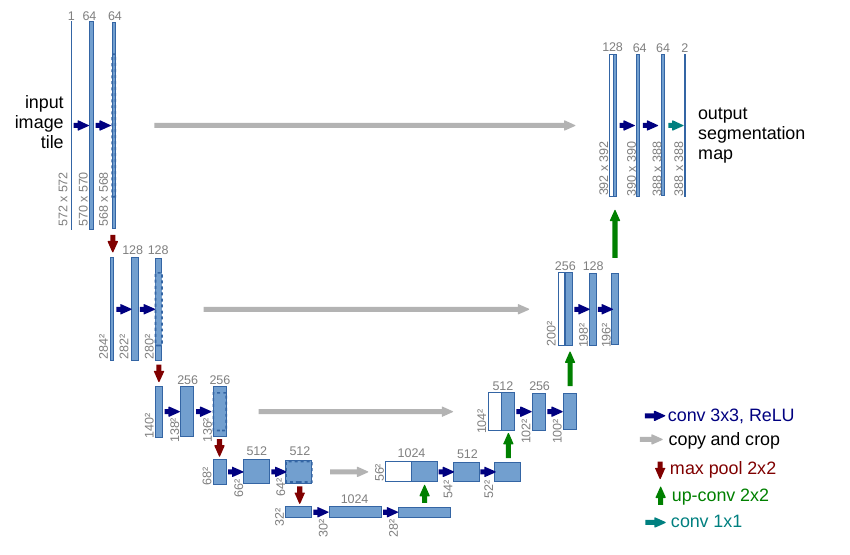 1 64 64
input
image
tile
572 x 572
570 x 570
568 x 568
128 64 64 2
392 x 392
390 x 390
388 x 388
388 x 388
output
segmentation
map
128 128
284²
282²
280²
256 128
200²
198²
196²
256 256
140²
138²
136²
512 256
104²
102²
100²
512 512
68²
66²
64²
1024 512
56²
54²
52²
1024
32²
30²
28²
conv 3x3, ReLU
copy and crop
max pool 2x2
up-conv 2x2
conv 1x1